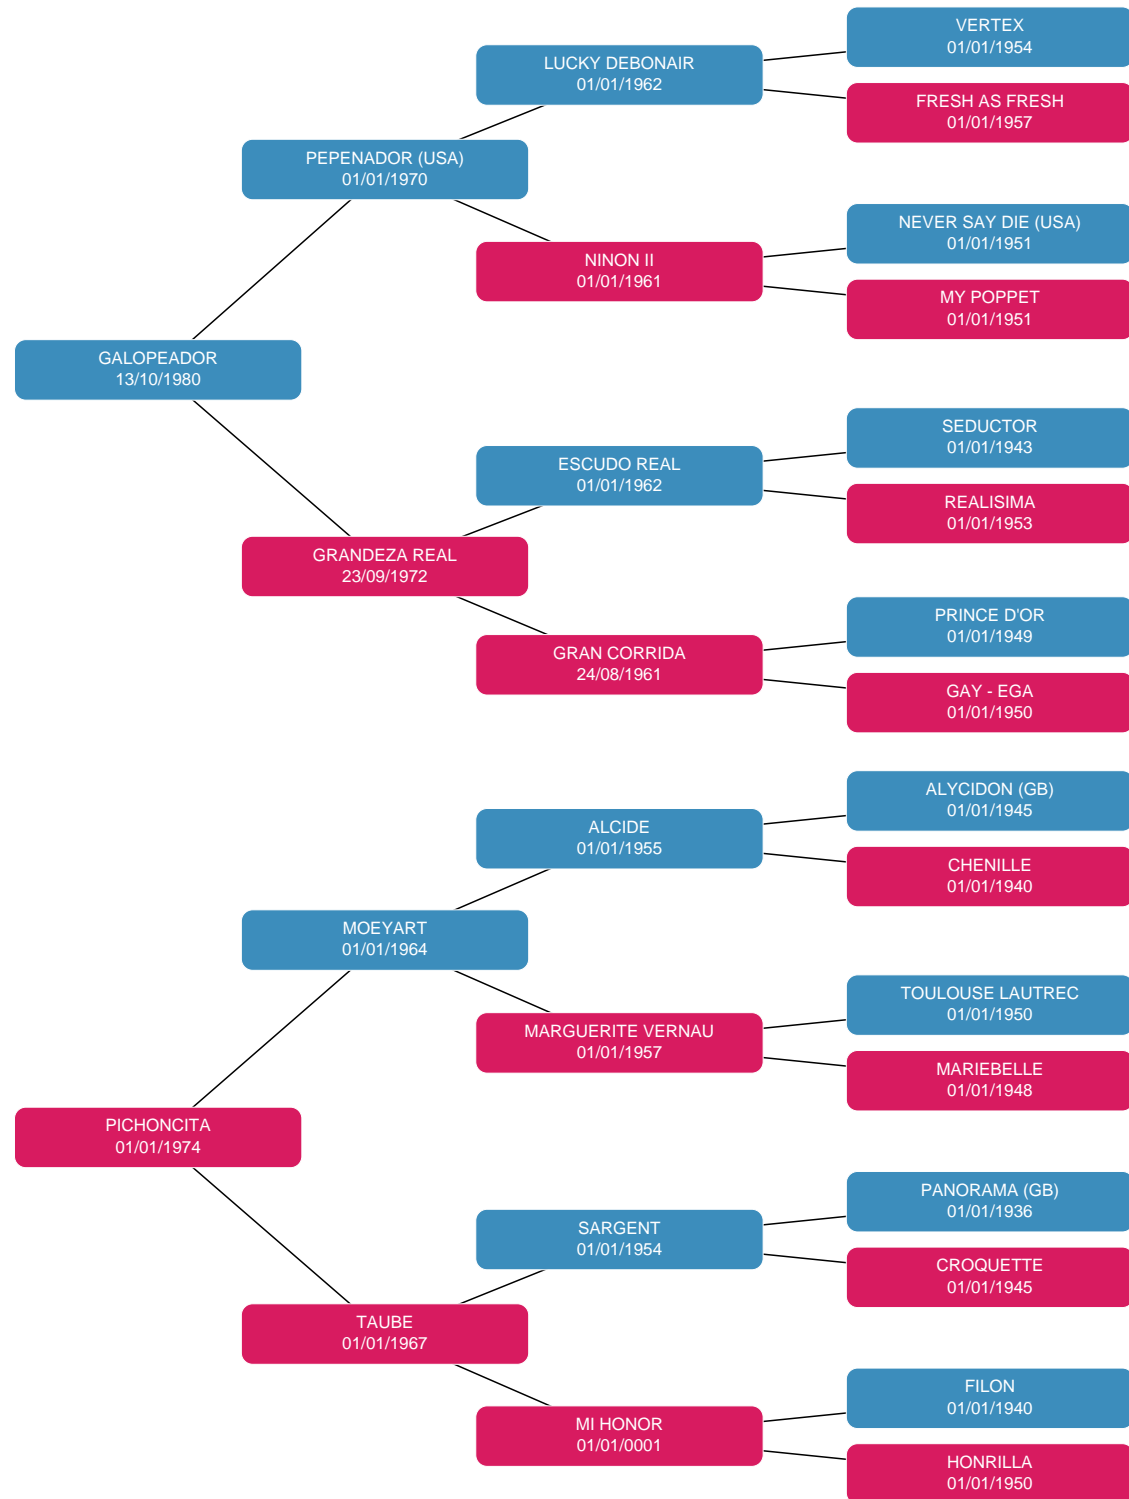 VERTEX
01/01/1954
LUCKY DEBONAIR
01/01/1962
FRESH AS FRESH
01/01/1957
PEPENADOR (USA)
01/01/1970
NEVER SAY DIE (USA)
01/01/1951
NINON II
01/01/1961
MY POPPET
01/01/1951
GALOPEADOR
13/10/1980
SEDUCTOR
01/01/1943
ESCUDO REAL
01/01/1962
REALISIMA
01/01/1953
GRANDEZA REAL
23/09/1972
PRINCE D'OR
01/01/1949
GRAN CORRIDA
24/08/1961
GAY - EGA
01/01/1950
ALYCIDON (GB)
01/01/1945
ALCIDE
01/01/1955
CHENILLE
01/01/1940
MOEYART
01/01/1964
TOULOUSE LAUTREC
01/01/1950
MARGUERITE VERNAU
01/01/1957
MARIEBELLE
01/01/1948
PICHONCITA
01/01/1974
PANORAMA (GB)
01/01/1936
SARGENT
01/01/1954
CROQUETTE
01/01/1945
TAUBE
01/01/1967
FILON
01/01/1940
MI HONOR
01/01/0001
HONRILLA
01/01/1950